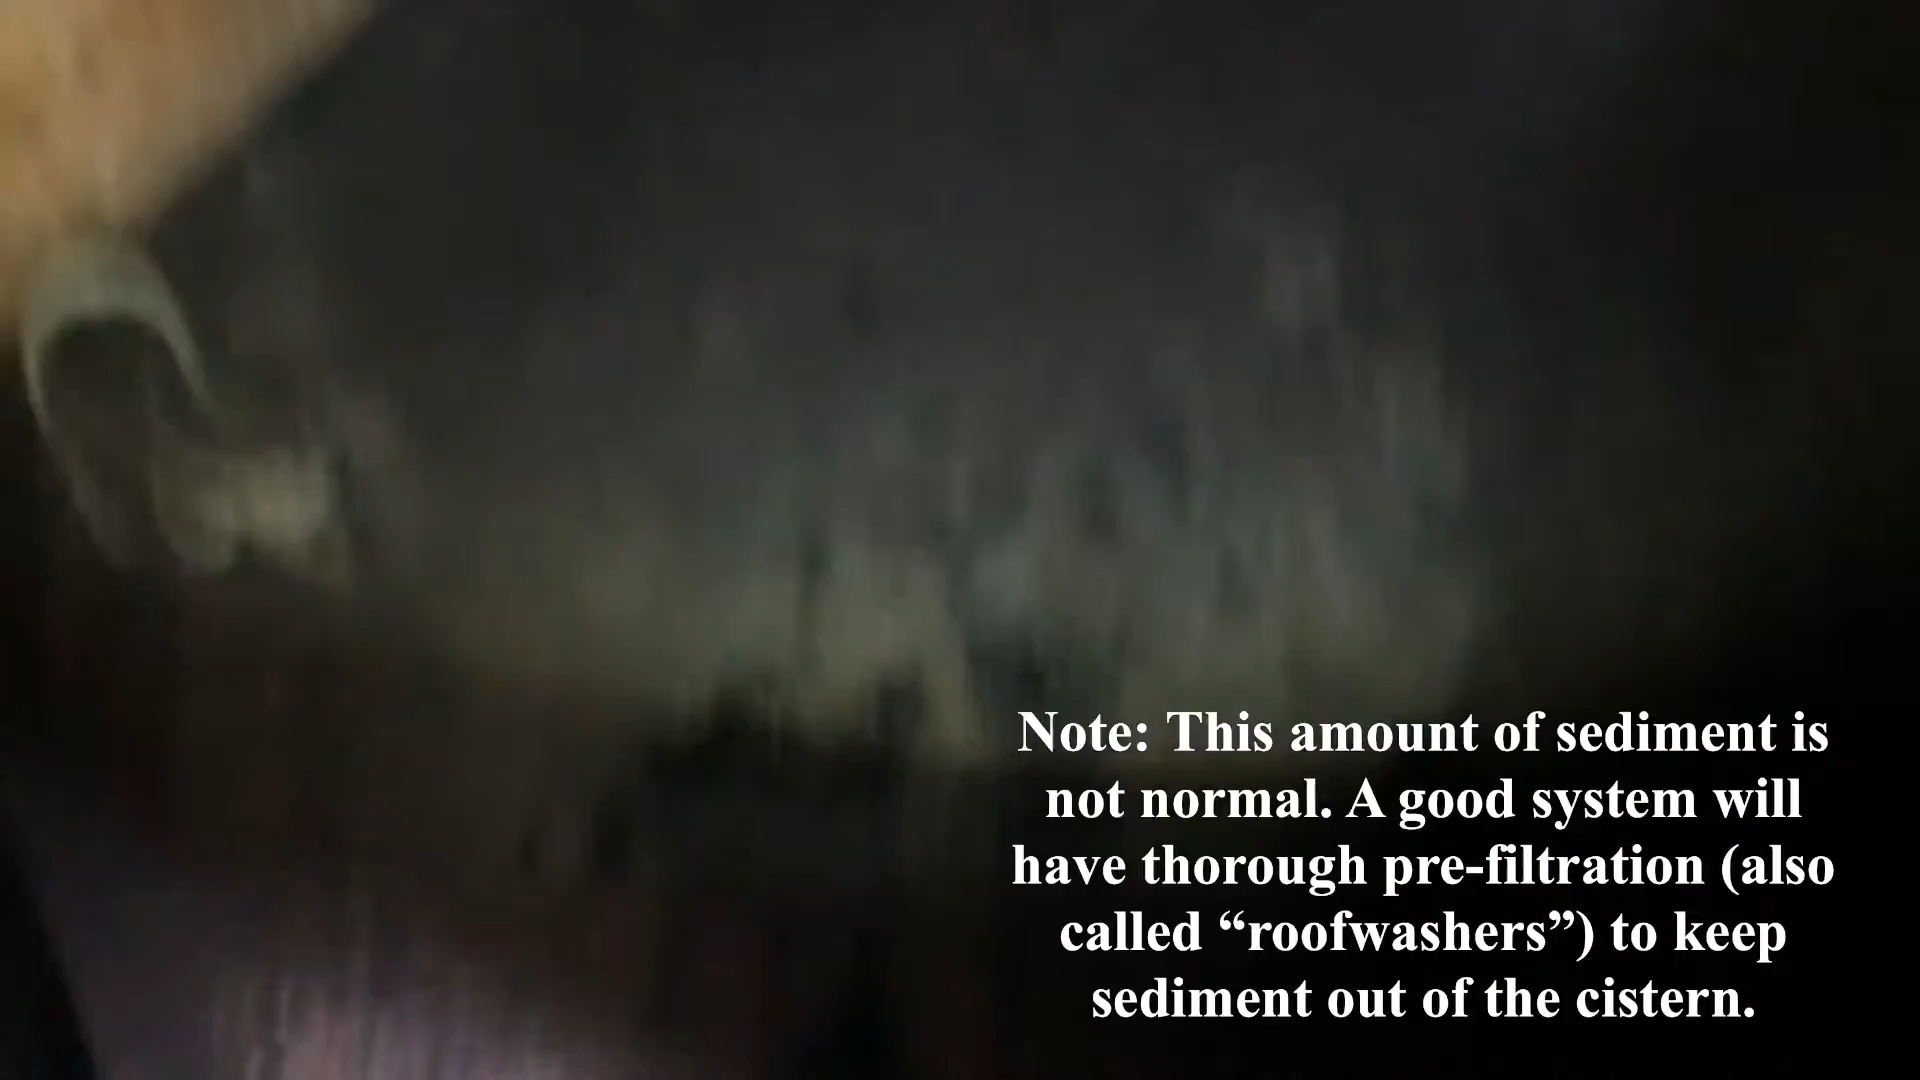 Note: This amount of sediment is
not normal. A good system will
have thorough pre-filtration (also
called “roofwashers”) to keep
sediment out of the cistern.